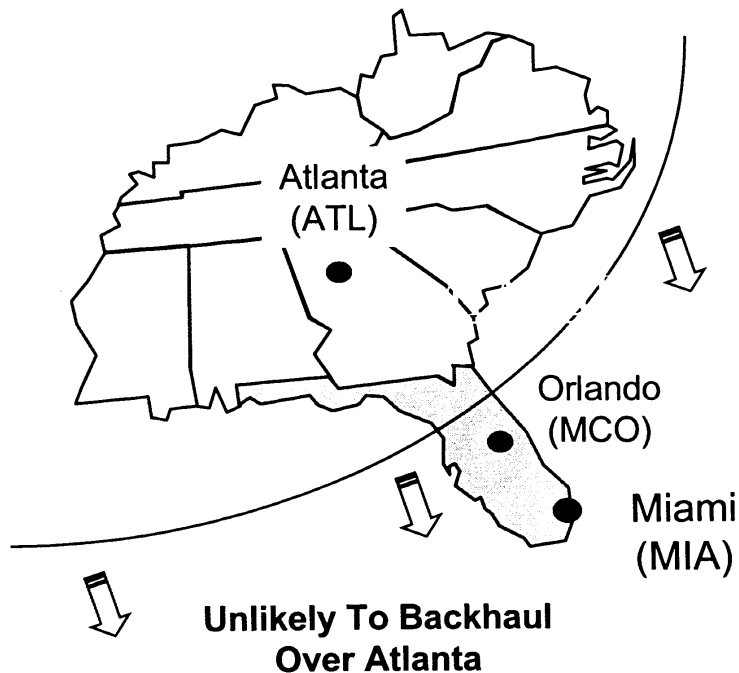 Atlanta
(ATL)
Orlando
(MCO)
Miami
(MIA)
Unlikely To Backhaul
Over Atlanta